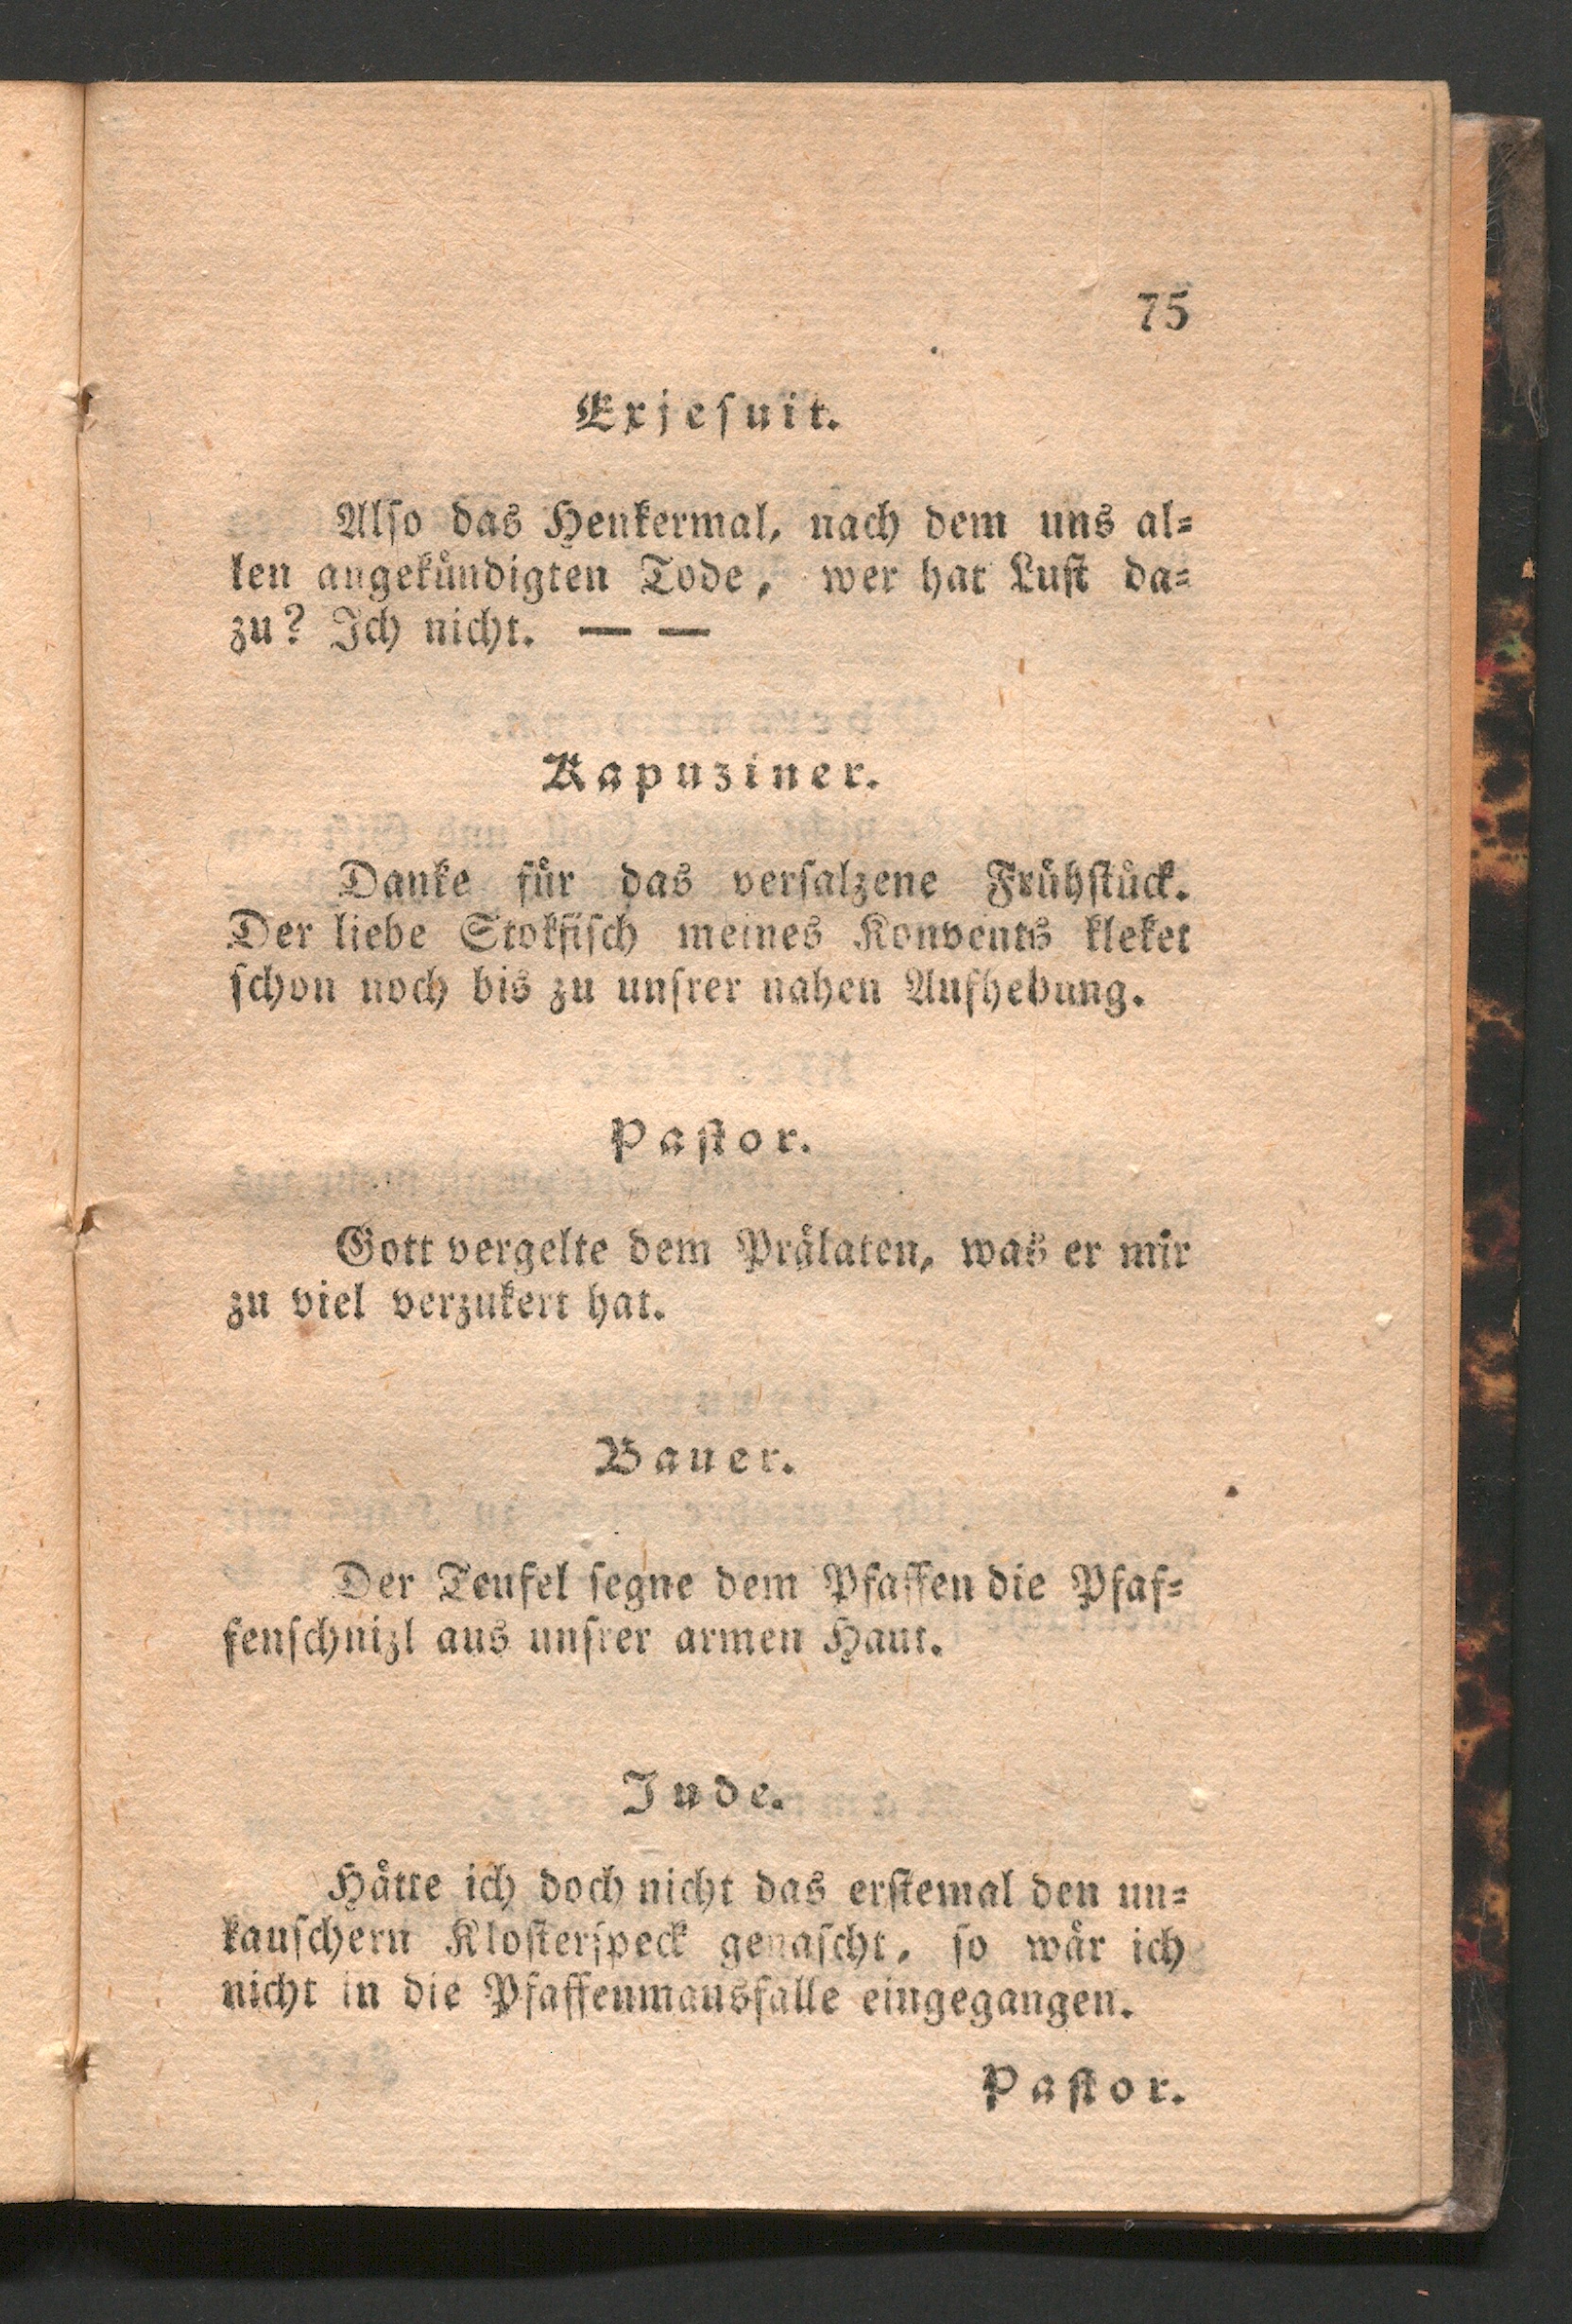 75
Exjesuit.
Also das Henkermal, nach dem uns al⸗
len angekündigten Tode, wer hat Lust da⸗
zu? Ich nicht. — —
Kapuziner.
Danke für das versalzene Frühstück.
Der liebe Stokfisch meines Konvents kleket
schon noch bis zu unsrer nahen Aufhebung.
Pastor.
Gott vergelte dem Prälaten, was er mir
zu viel verzukert hat.
Bauer.
Der Teufel segne dem Pfaffen die Pfaf⸗
fenschnizl aus unsrer armen Haut.
Jude.
Hätte ich doch nicht das erstemal den un⸗
kauschern Klosterspeck genascht, so wär ich
nicht in die Pfaffenmausfalle eingegangen.
Pastor.